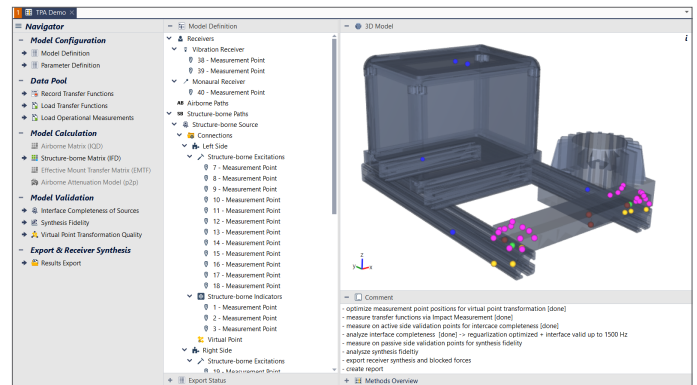 1 TPA Demo ×
Navigator
Model Configuration
Model Definition
Parameter Definition
Data Pool
Record Transfer Functions
Load Transfer Functions
Load Operational Measurements
Model Calculation
Airborne Matrix (IQD)
Structure-borne Matrix (IFD)
Effective Mount Transfer Matrix (EMTF)
Airborne Attenuation Model (p2p)
Model Validation
Interface Completeness of Sources
Synthesis Fidelity
Virtual Point Transformation Quality
Export & Receiver Synthesis
Results Export
Model Definition
Receivers
Vibration Receiver
38 - Measurement Point
39 - Measurement Point
Monaural Receiver
40 - Measurement Point
AB Airborne Paths
SB Structure-borne Paths
Structure-borne Source
Connections
Left Side
Structure-borne Excitations
7 - Measurement Point
8 - Measurement Point
9 - Measurement Point
10 - Measurement Point
11 - Measurement Point
12 - Measurement Point
13 - Measurement Point
14 - Measurement Point
15 - Measurement Point
16 - Measurement Point
17 - Measurement Point
18 - Measurement Point
Structure-borne Indicators
1 - Measurement Point
2 - Measurement Point
3 - Measurement Point
Virtual Point
Right Side
Structure-borne Excitations
19 - Measurement Point
Export Status
3D Model
i
z
y x
Comment
- optimize measurement point positions for virtual point transformation [done]
- measure transfer functions via Impact Measurement [done]
- measure on active side validation points for intercace completeness [done]
- analyze interface completeness [done] -> reguarlization optimized + interface valid up to 1500 Hz
- measure on passive side validation points for synthesis fidelity
- analyszle synthesis fideltiy
- export receiver synthesis and blocked forces
- create report
Methods Overview